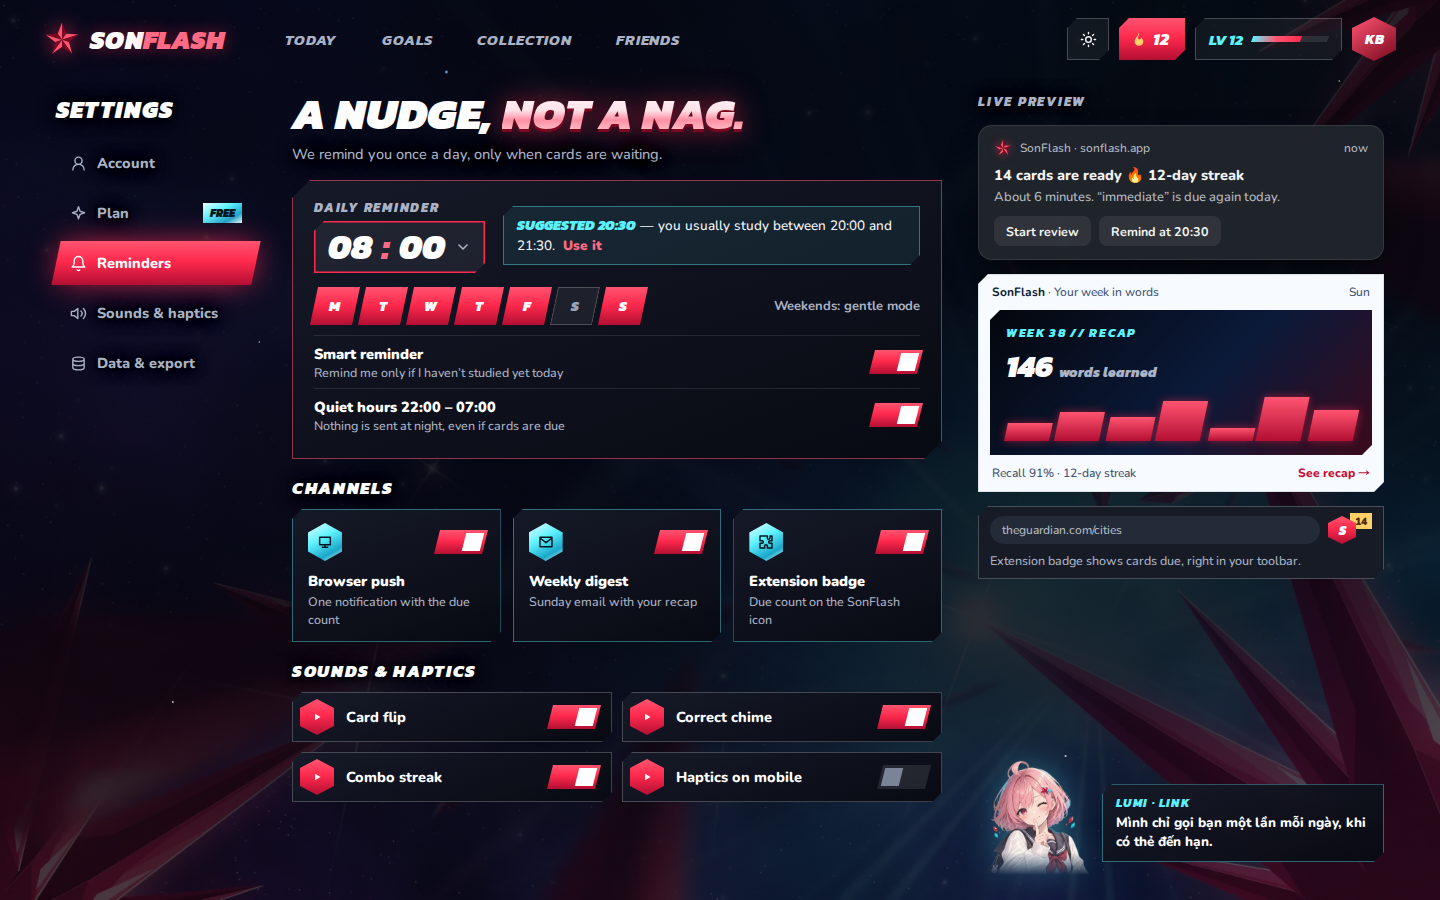 SONFLASH
TODAY
GOALS
COLLECTION
FRIENDS
12
LV 12
KB
SETTINGS
Account
Plan
FREE
Reminders
Sounds & haptics
Data & export
A NUDGE, NOT A NAG.
We remind you once a day, only when cards are waiting.
DAILY REMINDER
08 : 00
SUGGESTED 20:30 — you usually study between 20:00 and
21:30. Use it
M
T
W
T
F
S
S
Weekends: gentle mode
Smart reminder
Remind me only if I haven't studied yet today
Quiet hours 22:00 – 07:00
Nothing is sent at night, even if cards are due
CHANNELS
Browser push
One notification with the due
count
Weekly digest
Sunday email with your recap
Extension badge
Due count on the SonFlash
icon
SOUNDS & HAPTICS
Card flip
Correct chime
Combo streak
Haptics on mobile
LIVE PREVIEW
SonFlash · sonflash.app
now
14 cards are ready 🔥 12-day streak
About 6 minutes. “immediate” is due again today.
Start review
Remind at 20:30
SonFlash · Your week in words
Sun
WEEK 38 // RECAP
146 words learned
Recall 91% · 12-day streak
See recap →
theguardian.com/cities
S
14
Extension badge shows cards due, right in your toolbar.
LUMI · LINK
Mình chỉ gọi bạn một lần mỗi ngày, khi
có thẻ đến hạn.